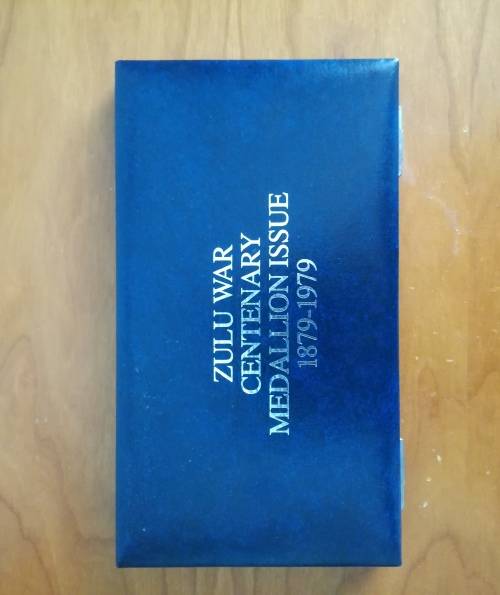 ZULU WAR
CENTENARY
MEDALLION ISSUE
1879-1979